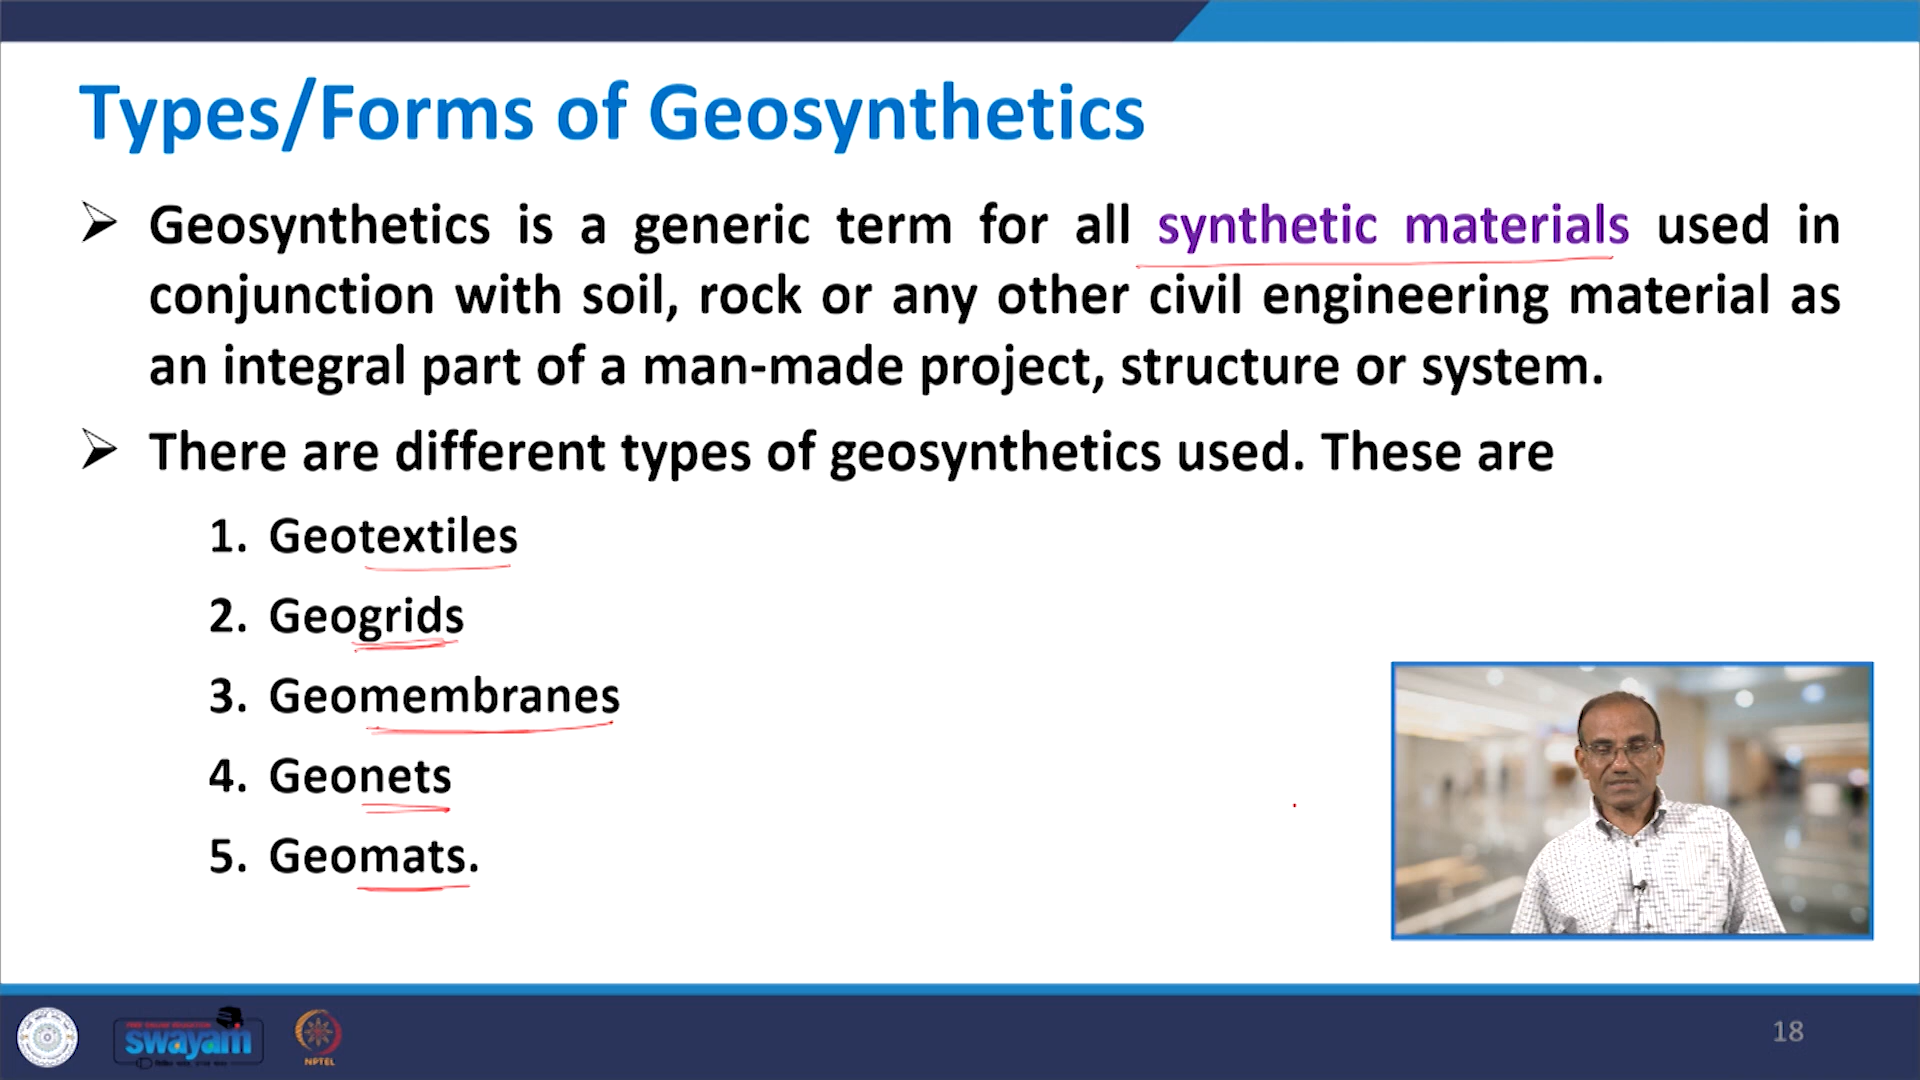 Types/Forms of Geosynthetics
➢ Geosynthetics is a generic term for all synthetic materials used in
conjunction with soil, rock or any other civil engineering material as
an integral part of a man-made project, structure or system.
➢ There are different types of geosynthetics used. These are
1. Geotextiles
2. Geogrids
3. Geomembranes
4. Geonets
5. Geomats.
FREE ONLINE EDUCATION
swayam
NPTEL
18